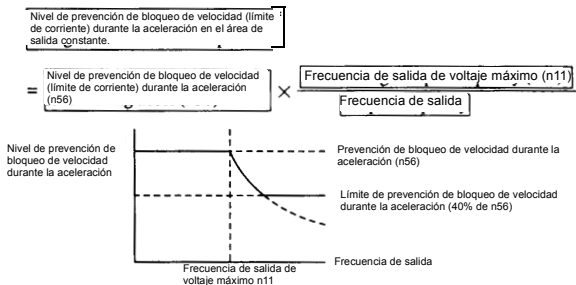 Nivel de prevención de bloqueo de velocidad (límite
de corriente) durante la aceleración en el área de
salida constante.
= Nivel de prevención de bloqueo de velocidad
(límite de corriente) durante la aceleración
(n56)
×
Frecuencia de salida de voltaje máximo (n11)
Frecuencia de salida
Nivel de prevención de
bloqueo de velocidad
durante la aceleración
Prevención de bloqueo de velocidad durante la
aceleración (n56)
Límite de prevención de bloqueo de velocidad
durante la aceleración (40% de n56)
Frecuencia de salida
Frecuencia de salida de
voltaje máximo n11